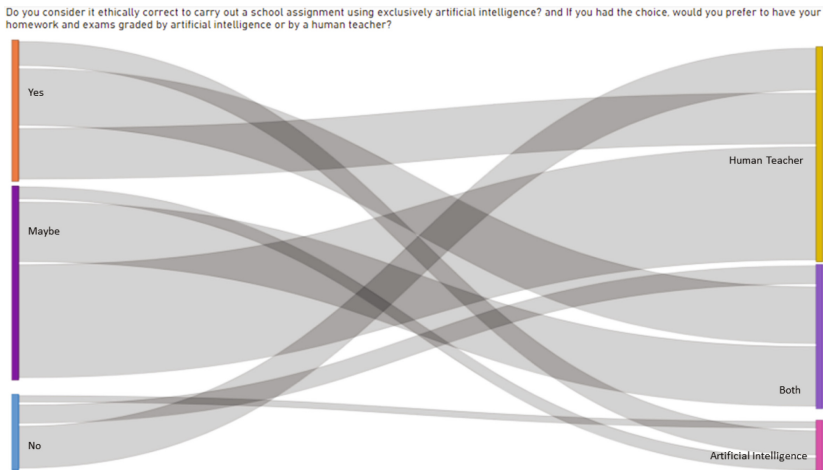 Do you consider it ethically correct to carry out a school assignment using exclusively artificial intelligence? and If you had the choice, would you prefer to have your
homework and exams graded by artificial intelligence or by a human teacher?
Yes
Human Teacher
Maybe
Both
No
Artificial Intelligence